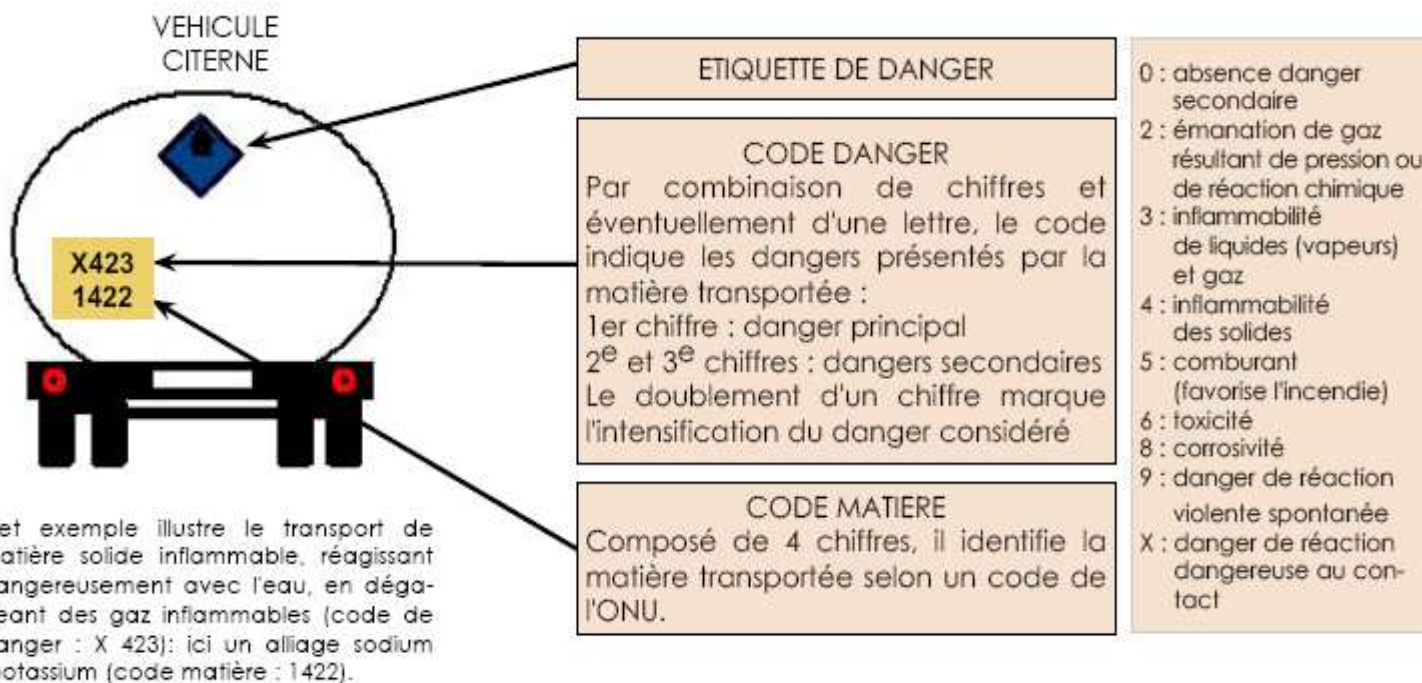 VEHICULE
CITERNE
X423
1422
ETIQUETTE DE DANGER
CODE DANGER
Par combinaison de chiffres et
éventuellement d'une lettre, le code
indique les dangers présentés par la
matière transportée :
1er chiffre : danger principal
2e et 3e chiffres : dangers secondaires
Le doublement d'un chiffre marque
l'intensification du danger considéré
CODE MATIERE
Composé de 4 chiffres, il identifie la
matière transportée selon un code de
l'ONU.
0 : absence danger
secondaire
2 : émanation de gaz
résultant de pression ou
de réaction chimique
3 : inflammabilité
de liquides (vapeurs)
et gaz
4 : inflammabilité
des solides
5 : comburant
(favorise l'incendie)
6 : toxicité
8 : corrosivité
9 : danger de réaction
violente spontanée
X : danger de réaction
dangereuse au con-
tact
et exemple illustre le transport de
atière solide inflammable, réagissant
angereusement avec l'eau, en déga-
eant des gaz inflammables (code de
anger : X 423): ici un alliage sodium
potassium (code matière : 1422).